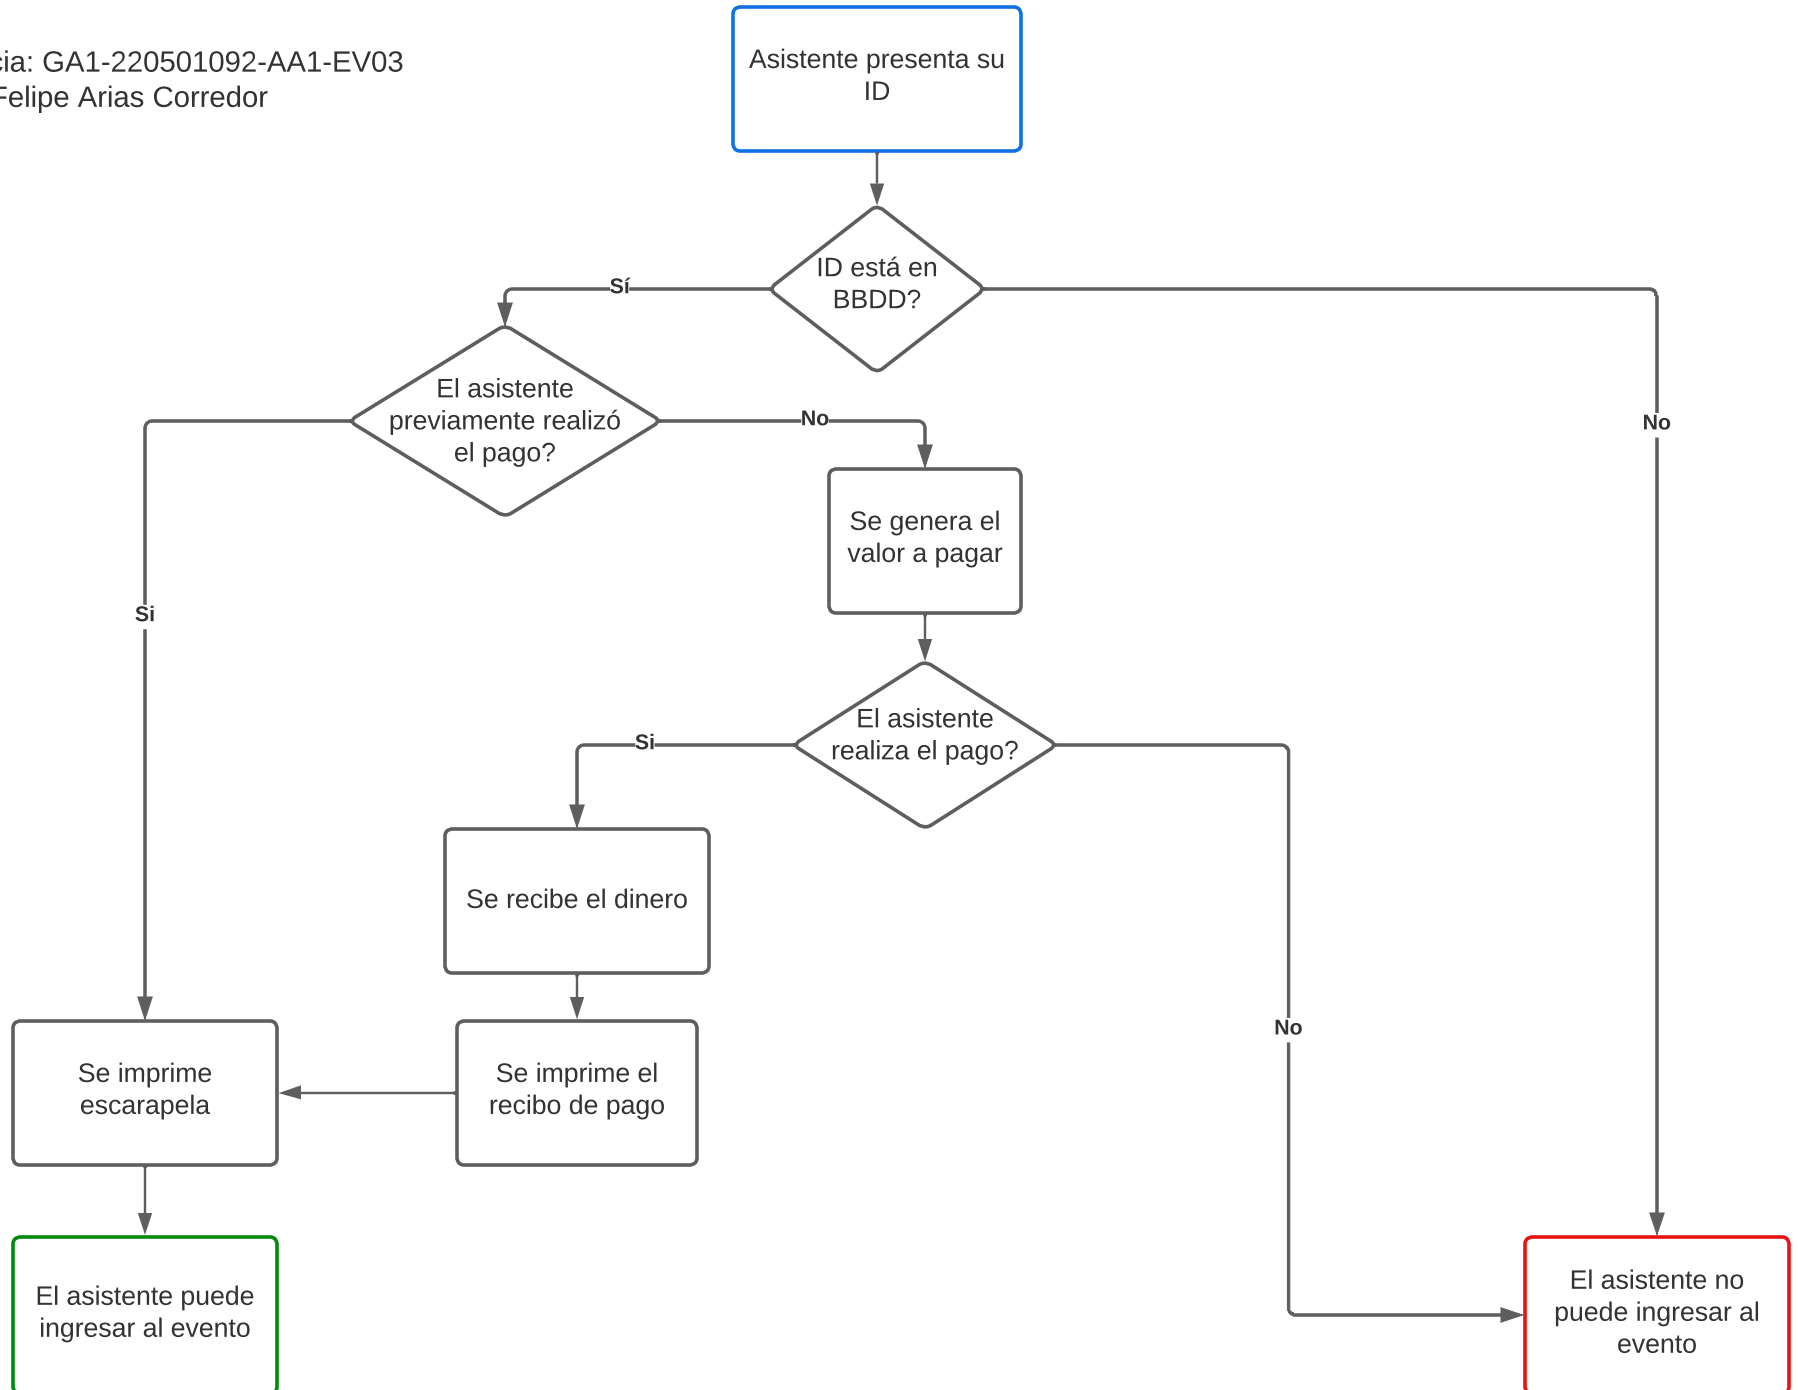 cia: GA1-220501092-AA1-EV03
Felipe Arias Corredor
Asistente presenta su
ID
ID está en
BBDD?
Sí
No
El asistente
previamente realizó
el pago?
No
Si
Se genera el
valor a pagar
El asistente
realiza el pago?
Si
No
Se recibe el dinero
Se imprime el
recibo de pago
Se imprime
escarapela
El asistente puede
ingresar al evento
El asistente no
puede ingresar al
evento